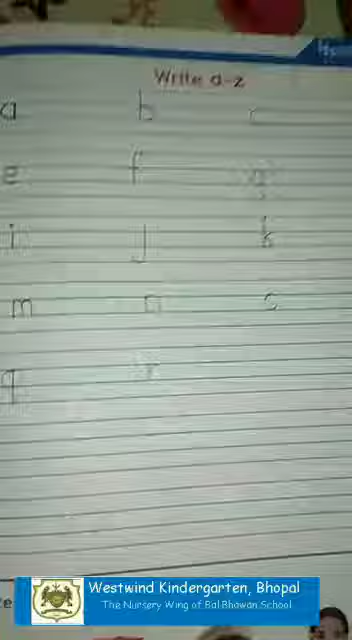 Write a-z
a b c
e f g
i j k
m n
q r
Westwind Kindergarten, Bhopal
The Nursery Wing of Bal Bhawan School